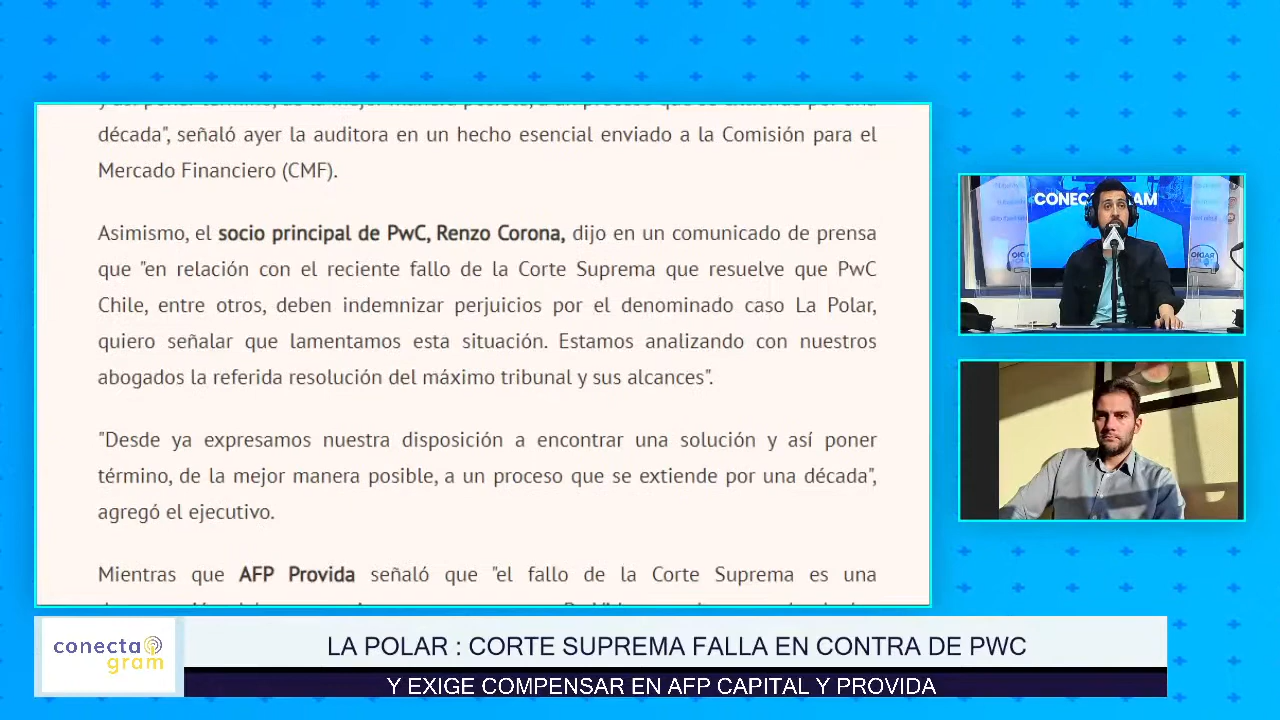 década", señaló ayer la auditora en un hecho esencial enviado a la Comisión para el
Mercado Financiero (CMF).
Asimismo, el socio principal de PwC, Renzo Corona, dijo en un comunicado de prensa
que "en relación con el reciente fallo de la Corte Suprema que resuelve que PwC
Chile, entre otros, deben indemnizar perjuicios por el denominado caso La Polar,
quiero señalar que lamentamos esta situación. Estamos analizando con nuestros
abogados la referida resolución del máximo tribunal y sus alcances".
"Desde ya expresamos nuestra disposición a encontrar una solución y así poner
término, de la mejor manera posible, a un proceso que se extiende por una década",
agregó el ejecutivo.
Mientras que AFP Provida señaló que "el fallo de la Corte Suprema es una
conecta
gram
LA POLAR : CORTE SUPREMA FALLA EN CONTRA DE PWC
Y EXIGE COMPENSAR EN AFP CAPITAL Y PROVIDA